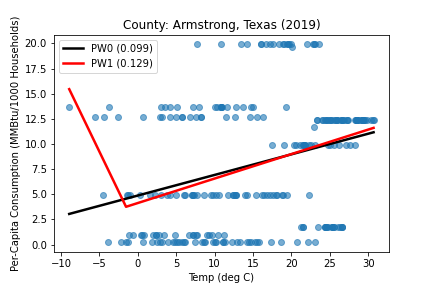 County: Armstrong, Texas (2019)
Per-Capita Consumption (MMBtu/1000 Households)
20.0
17.5
15.0
12.5
10.0
7.5
5.0
2.5
0.0
PW0 (0.099)
PW1 (0.129)
−10 −5 0 5 10 15 20 25 30
Temp (deg C)